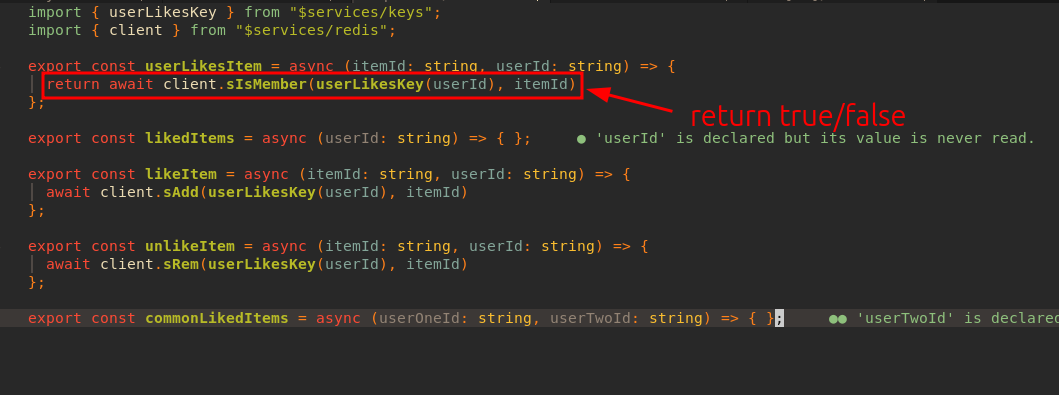 import { userLikesKey } from "$services/keys";
import { client } from "$services/redis";
export const userLikesItem = async (itemId: string, userId: string) => {
return await client.sIsMember(userLikesKey(userId), itemId)
};
return true/false
export const likedItems = async (userId: string) => { }; ● 'userId' is declared but its value is never read.
export const likeItem = async (itemId: string, userId: string) => {
await client.sAdd(userLikesKey(userId), itemId)
};
export const unlikeItem = async (itemId: string, userId: string) => {
await client.sRem(userLikesKey(userId), itemId)
};
export const commonLikedItems = async (userOneId: string, userTwoId: string) => { }; ●● 'userTwoId' is declared